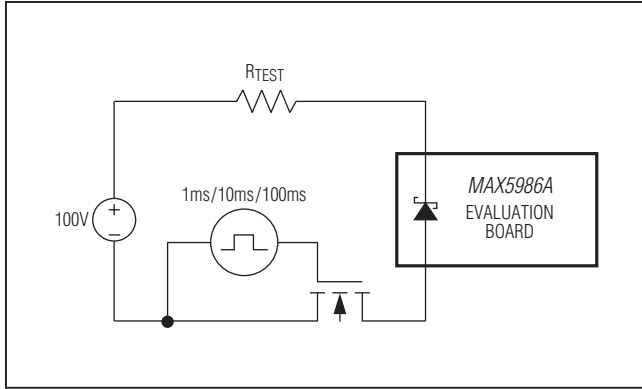 RTEST
1ms/10ms/100ms
100V
+
–
MAX5986A
EVALUATION
BOARD